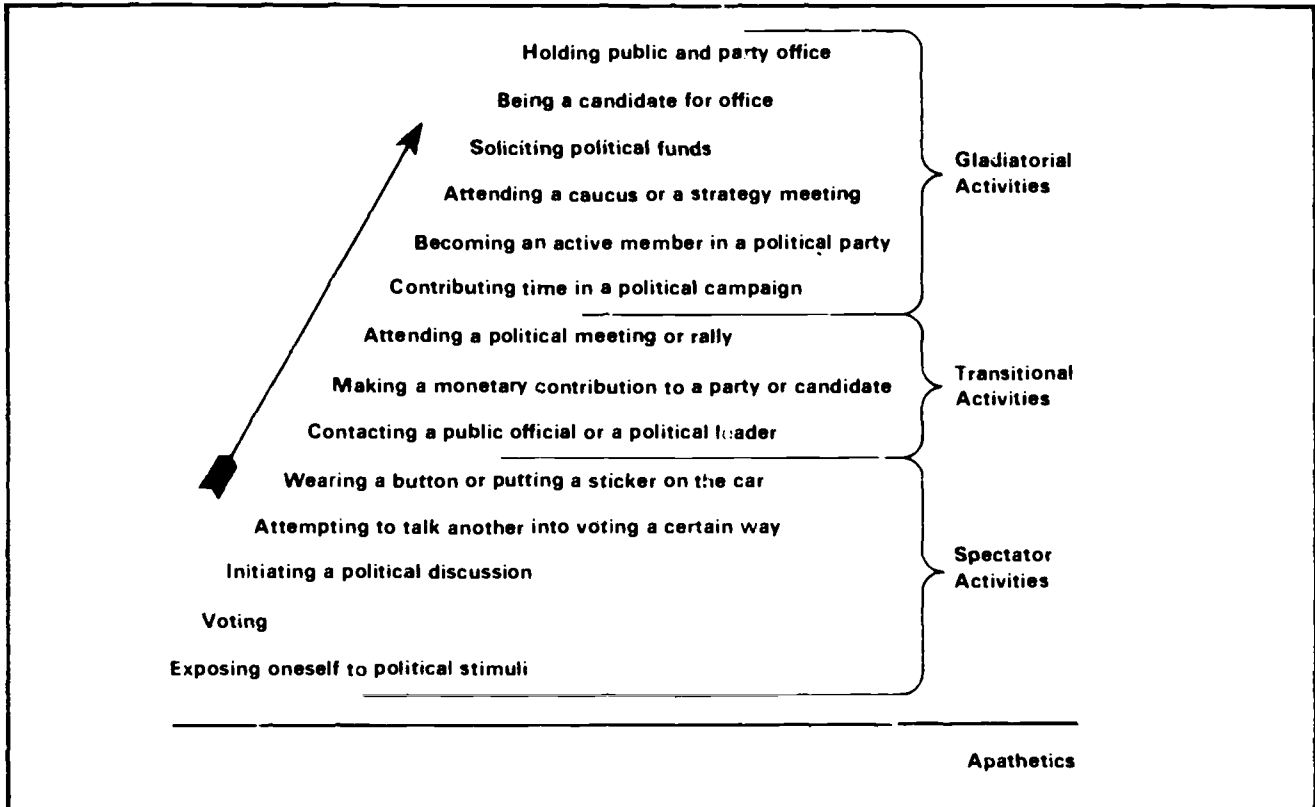 Holding public and party office
Being a candidate for office
Soliciting political funds
Attending a caucus or a strategy meeting
Becoming an active member in a political party
Contributing time in a political campaign
Gladiatorial
Activities
Attending a political meeting or rally
Making a monetary contribution to a party or candidate
Contacting a public official or a political leader
Transitional
Activities
Wearing a button or putting a sticker on the car
Attempting to talk another into voting a certain way
Initiating a political discussion
Voting
Exposing oneself to political stimuli
Spectator
Activities
Apathetics